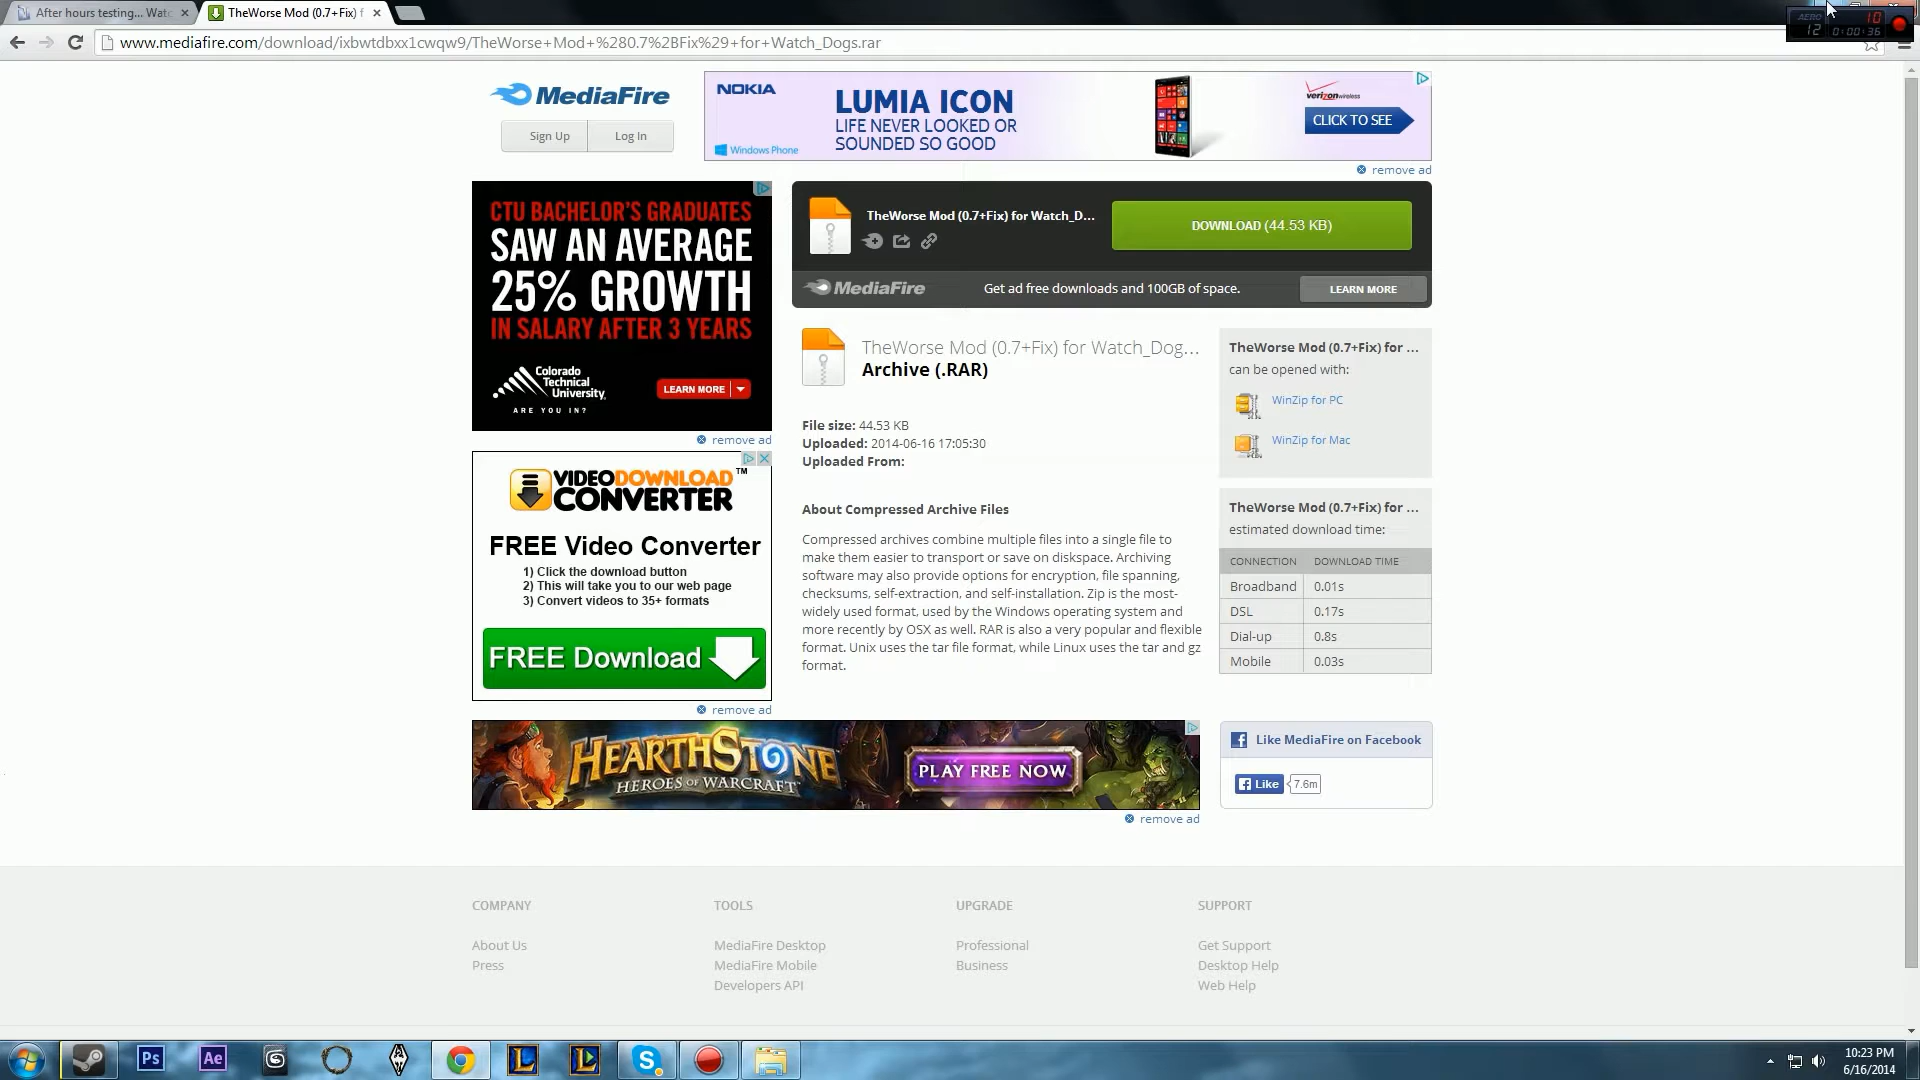 After hours testing... Watc
TheWorse Mod (0.7+Fix) f
www.mediafire.com/download/ixbwtdbxx1cwqw9/TheWorse+Mod+%280.7%2BFix%29+for+Watch_Dogs.rar
AERO 12 10 0:00:36
MediaFire
Sign Up Log In
NOKIA
LUMIA ICON
LIFE NEVER LOOKED OR
SOUNDED SO GOOD
Windows Phone
verizonwireless
CLICK TO SEE
remove ad
CTU BACHELOR'S GRADUATES
SAW AN AVERAGE
25% GROWTH
IN SALARY AFTER 3 YEARS
Colorado
Technical
University
ARE YOU IN?
LEARN MORE
remove ad
TheWorse Mod (0.7+Fix) for Watch_D...
DOWNLOAD (44.53 KB)
MediaFire
Get ad free downloads and 100GB of space.
LEARN MORE
TheWorse Mod (0.7+Fix) for Watch_Dog...
Archive (.RAR)
File size: 44.53 KB
Uploaded: 2014-06-16 17:05:30
Uploaded From:
About Compressed Archive Files
Compressed archives combine multiple files into a single file to
make them easier to transport or save on diskspace. Archiving
software may also provide options for encryption, file spanning,
checksums, self-extraction, and self-installation. Zip is the most-
widely used format, used by the Windows operating system and
more recently by OSX as well. RAR is also a very popular and flexible
format. Unix uses the tar file format, while Linux uses the tar and gz
format.
TheWorse Mod (0.7+Fix) for ...
can be opened with:
WinZip for PC
WinZip for Mac
TheWorse Mod (0.7+Fix) for ...
estimated download time:
CONNECTION DOWNLOAD TIME
Broadband 0.01s
DSL 0.17s
Dial-up 0.8s
Mobile 0.03s
VIDEO DOWNLOAD™
CONVERTER
FREE Video Converter
1) Click the download button
2) This will take you to our web page
3) Convert videos to 35+ formats
FREE Download
remove ad
HEARTHSTONE
HEROES OF WARCRAFT
PLAY FREE NOW
remove ad
Like MediaFire on Facebook
Like 7.6m
COMPANY
About Us
Press
TOOLS
MediaFire Desktop
MediaFire Mobile
Developers API
UPGRADE
Professional
Business
SUPPORT
Get Support
Desktop Help
Web Help
Ps
Ae
10:23 PM
6/16/2014